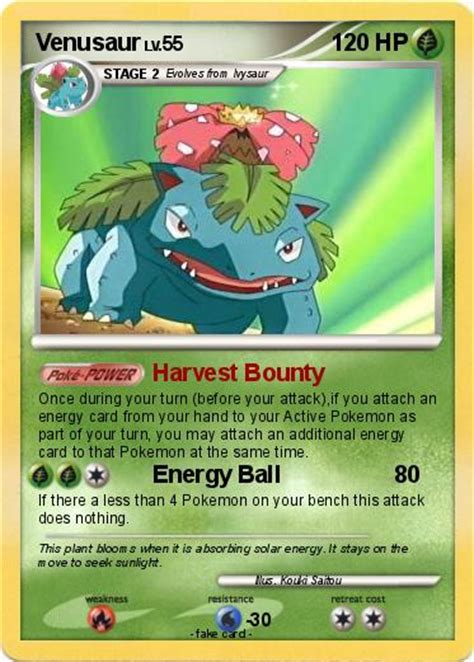 Venusaur LV.55 120 HP
STAGE 2 Evolves from Ivysaur
Poké-POWER Harvest Bounty
Once during your turn (before your attack),if you attach an
energy card from your hand to your Active Pokemon as
part of your turn, you may attach an additional energy
card to that Pokemon at the same time.
Energy Ball 80
If there a less than 4 Pokemon on your bench this attack
does nothing.
This plant blooms when it is absorbing solar energy. It stays on the
move to seek sunlight.
Illus. Kouki Saitou
weakness resistance retreat cost
-30
- fake card -